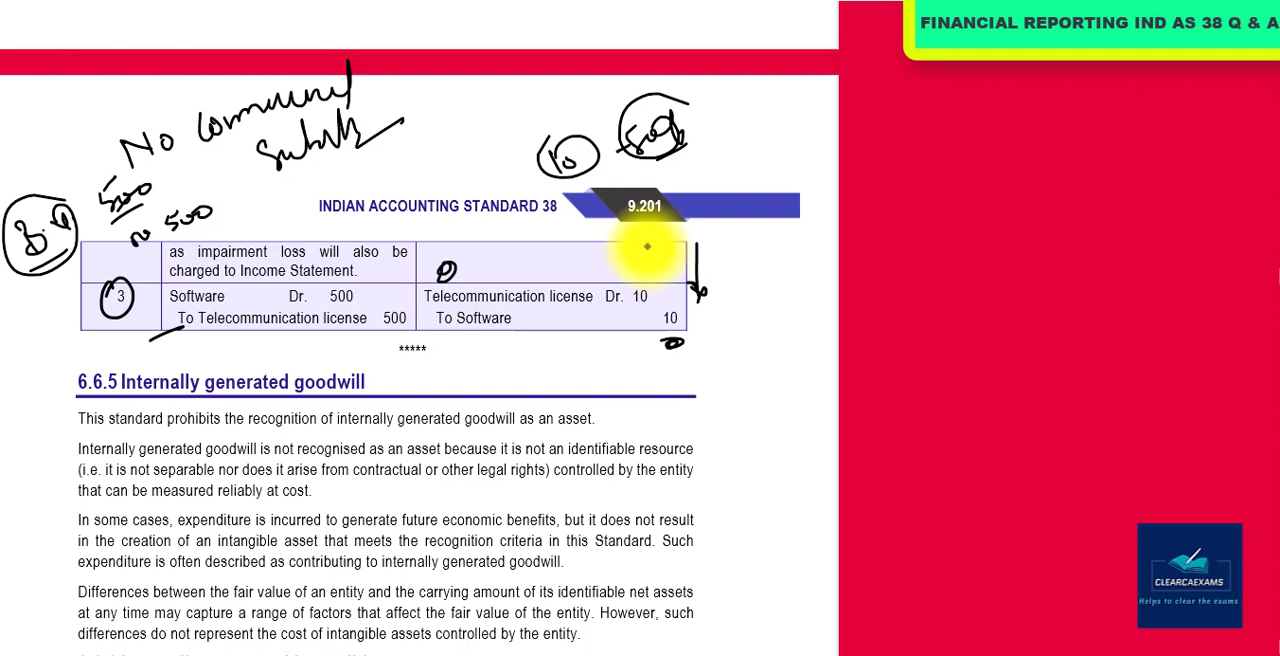 FINANCIAL REPORTING IND AS 38 Q & A
No commercial
10
500
500
INDIAN ACCOUNTING STANDARD 38 9.201
as impairment loss will also be
charged to Income Statement.
3 Software Dr. 500 Telecommunication license Dr. 10
To Telecommunication license 500 To Software 10
*****
6.6.5 Internally generated goodwill
This standard prohibits the recognition of internally generated goodwill as an asset.
Internally generated goodwill is not recognised as an asset because it is not an identifiable resource
(i.e. it is not separable nor does it arise from contractual or other legal rights) controlled by the entity
that can be measured reliably at cost.
In some cases, expenditure is incurred to generate future economic benefits, but it does not result
in the creation of an intangible asset that meets the recognition criteria in this Standard. Such
expenditure is often described as contributing to internally generated goodwill.
Differences between the fair value of an entity and the carrying amount of its identifiable net assets
at any time may capture a range of factors that affect the fair value of the entity. However, such
differences do not represent the cost of intangible assets controlled by the entity.
CLEARCAEXAMS
Helps to clear the exams